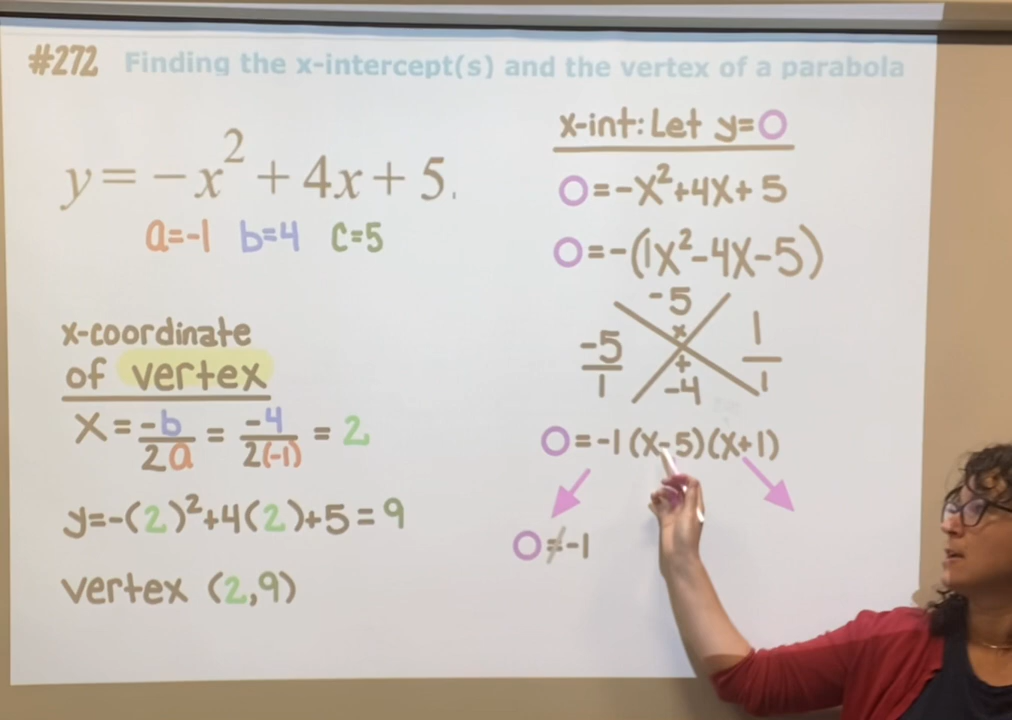 #272 Finding the x-intercept(s) and the vertex of a parabola
y = -x² + 4x + 5.
a=-1 b=4 c=5
x-coordinate
of vertex
x = -b/2a = -4/2(-1) = 2
y=-(2)²+4(2)+5=9
vertex (2,9)
x-int: Let y=0
0=-x²+4x+5
0=-(1x²-4x-5)
-5
x
-5/1 1/1
+
-4
0=-1(x-5)(x+1)
0≠-1